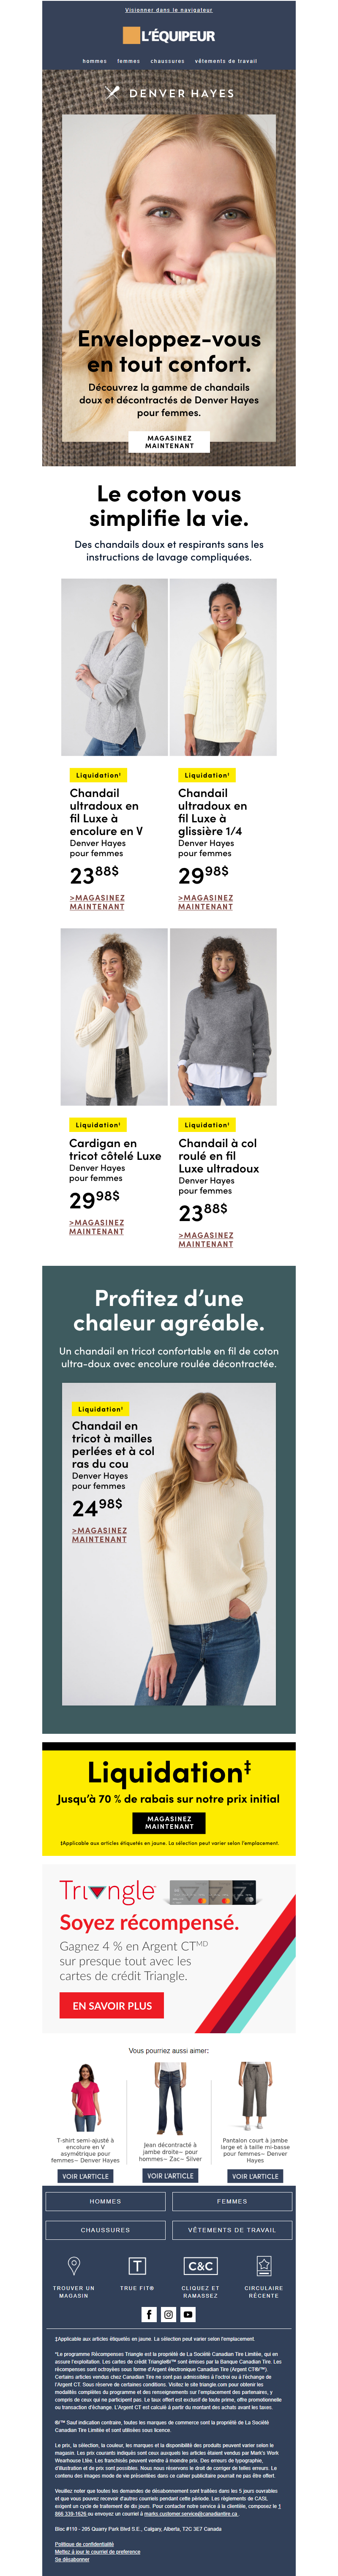 Visionner dans le navigateur
L'ÉQUIPEUR
hommes femmes chaussures vêtements de travail
DENVER HAYES
Enveloppez-vous
en tout confort.
Découvrez la gamme de chandails
doux et décontractés de Denver Hayes
pour femmes.
MAGASINEZ
MAINTENANT
Le coton vous
simplifie la vie.
Des chandails doux et respirants sans les
instructions de lavage compliquées.
Liquidation‡
Chandail
ultradoux en
fil Luxe à
encolure en V
Denver Hayes
pour femmes
23 88$
>MAGASINEZ
MAINTENANT
Liquidation‡
Chandail
ultradoux en
fil Luxe à
glissière 1/4
Denver Hayes
pour femmes
29 98$
>MAGASINEZ
MAINTENANT
Liquidation‡
Cardigan en
tricot côtelé Luxe
Denver Hayes
pour femmes
29 98$
>MAGASINEZ
MAINTENANT
Liquidation‡
Chandail à col
roulé en fil
Luxe ultradoux
Denver Hayes
pour femmes
23 88$
>MAGASINEZ
MAINTENANT
Profitez d'une
chaleur agréable.
Un chandail en tricot confortable en fil de coton
ultra-doux avec encolure roulée décontractée.
Liquidation‡
Chandail en
tricot à mailles
perlées et à col
ras du cou
Denver Hayes
pour femmes
24 98$
>MAGASINEZ
MAINTENANT
Liquidation‡
Jusqu'à 70 % de rabais sur notre prix initial
MAGASINEZ
MAINTENANT
‡Applicable aux articles étiquetés en jaune. La sélection peut varier selon l'emplacement.
Triangle
Soyez récompensé.
Gagnez 4 % en Argent CTMD
sur presque tout avec les
cartes de crédit Triangle.
EN SAVOIR PLUS
Vous pourriez aussi aimer:
T-shirt semi-ajusté à
encolure en V
asymétrique pour
femmes– Denver Hayes
VOIR L'ARTICLE
Jean décontracté à
jambe droite– pour
hommes– Zac– Silver
VOIR L'ARTICLE
Pantalon court à jambe
large et à taille mi-basse
pour femmes– Denver
Hayes
VOIR L'ARTICLE
HOMMES
FEMMES
CHAUSSURES
VÊTEMENTS DE TRAVAIL
TROUVER UN
MAGASIN
T
TRUE FIT®
C&C
CLIQUEZ ET
RAMASSEZ
CIRCULAIRE
RÉCENTE
‡Applicable aux articles étiquetés en jaune. La sélection peut varier selon l'emplacement.
*Le programme Récompenses Triangle est la propriété de La Société Canadian Tire Limitée, qui en
assure l'exploitation. Les cartes de crédit Triangle® sont émises par la Banque Canadian Tire. Les
récompenses sont octroyées sous forme d'Argent électronique Canadian Tire (Argent CT®).
Certains articles vendus chez Canadian Tire ne sont pas admissibles à l'octroi ou à l'échange de
l'Argent CT. Sous réserve de certaines conditions. Visitez le site triangle.com pour obtenir les
modalités complètes du programme et des renseignements sur l'emplacement des partenaires, y
compris de ceux qui ne participent pas. Le taux offert est exclusif de toute prime, offre promotionnelle
ou transaction d'échange. L'Argent CT est calculé à partir du montant des achats avant les taxes.
®/™ Sauf indication contraire, toutes les marques de commerce sont la propriété de La Société
Canadian Tire Limitée et sont utilisées sous licence.
Le prix, la sélection, la couleur, les marques et la disponibilité des produits peuvent varier selon le
magasin. Les prix courants indiqués sont ceux auxquels les articles étaient vendus par Mark's Work
Wearhouse Ltée. Les franchisés peuvent vendre à moindre prix. Des erreurs de typographie,
d'illustration et de prix sont possibles. Nous nous réservons le droit de corriger de telles erreurs. Le
contenu des images mode de vie présentées dans ce cahier publicitaire pourrait ne pas être offert.
Veuillez noter que toutes les demandes de désabonnement sont traitées dans les 5 jours ouvrables
et que vous pouvez recevoir d'autres courriels pendant cette période. Les règlements de CASL
exigent un cycle de traitement de dix jours. Pour contacter notre service à la clientèle, composez le 1
866 339-1626 ou envoyez un courriel à marks.customer.service@canadiantire.ca.
Bloc #110 - 205 Quarry Park Blvd S.E., Calgary, Alberta, T2C 3E7 Canada
Politique de confidentialité
Mettez à jour le courriel de preference
Se désabonner